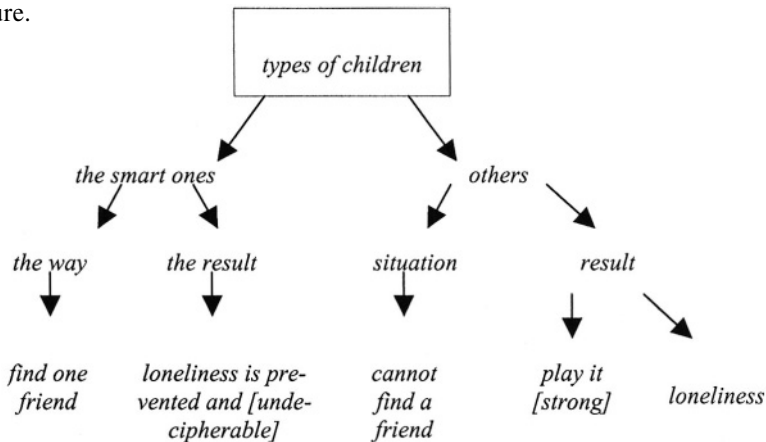 ure.
types of children
the smart ones
others
the way
the result
situation
result
find one
friend
loneliness is pre-
vented and [unde-
cipherable]
cannot
find a
friend
play it
[strong]
loneliness